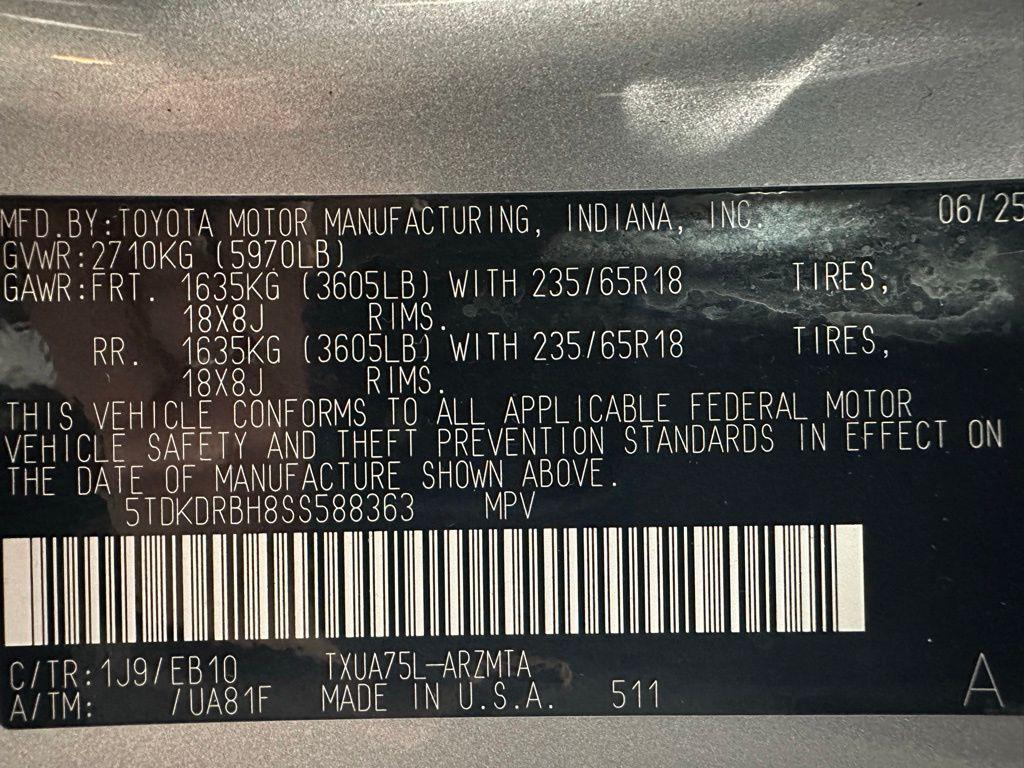 MFD.BY:TOYOTA MOTOR MANUFACTURING, INDIANA, INC. 06/25
GVWR:2710KG (5970LB)
GAWR:FRT. 1635KG (3605LB) WITH 235/65R18 TIRES,
18X8J RIMS.
RR. 1635KG (3605LB) WITH 235/65R18 TIRES,
18X8J RIMS.
THIS VEHICLE CONFORMS TO ALL APPLICABLE FEDERAL MOTOR
VEHICLE SAFETY AND THEFT PREVENTION STANDARDS IN EFFECT ON
THE DATE OF MANUFACTURE SHOWN ABOVE.
5TDKDRBH8SS588363 MPV
C/TR:1J9/EB10 TXUA75L-ARZMTA
A/TM: /UA81F MADE IN U.S.A. 511 A